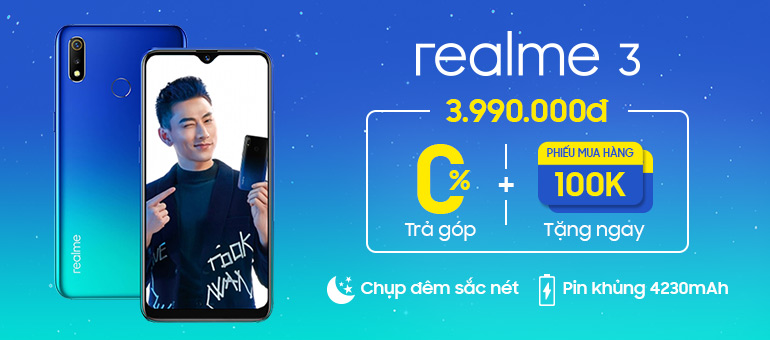 realme 3
3.990.000đ
0%
+
PHIẾU MUA HÀNG
100K
Trả góp
Tặng ngay
Chụp đêm sắc nét
Pin khủng 4230mAh
realme